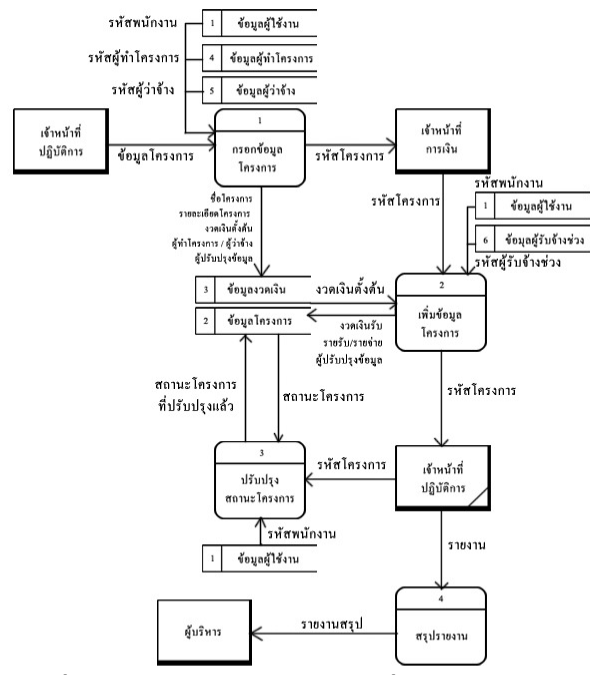 รหัสพนักงาน
1 ข้อมูลผู้ใช้งาน
รหัสผู้ทำโครงการ
4 ข้อมูลผู้ทำโครงการ
รหัสผู้ว่าจ้าง
5 ข้อมูลผู้ว่าจ้าง
เจ้าหน้าที่
ปฏิบัติการ
ข้อมูลโครงการ
1
กรอกข้อมูล
โครงการ
รหัสโครงการ
เจ้าหน้าที่
การเงิน
ชื่อโครงการ
รายละเอียดโครงการ
งวดเงินตั้งต้น
ผู้ทำโครงการ / ผู้ว่าจ้าง
ผู้ปรับปรุงข้อมูล
รหัสโครงการ
รหัสพนักงาน
1 ข้อมูลผู้ใช้งาน
6 ข้อมูลผู้รับจ้างช่วง
รหัสผู้รับจ้างช่วง
3 ข้อมูลงวดเงิน
2 ข้อมูลโครงการ
งวดเงินตั้งต้น
งวดเงินรับ
รายรับ/รายจ่าย
ผู้ปรับปรุงข้อมูล
2
เพิ่มข้อมูล
โครงการ
สถานะโครงการ
ที่ปรับปรุงแล้ว
สถานะโครงการ
รหัสโครงการ
3
ปรับปรุง
สถานะโครงการ
รหัสโครงการ
เจ้าหน้าที่
ปฏิบัติการ
รหัสพนักงาน
1 ข้อมูลผู้ใช้งาน
รายงาน
4
สรุปรายงาน
รายงานสรุป
ผู้บริหาร